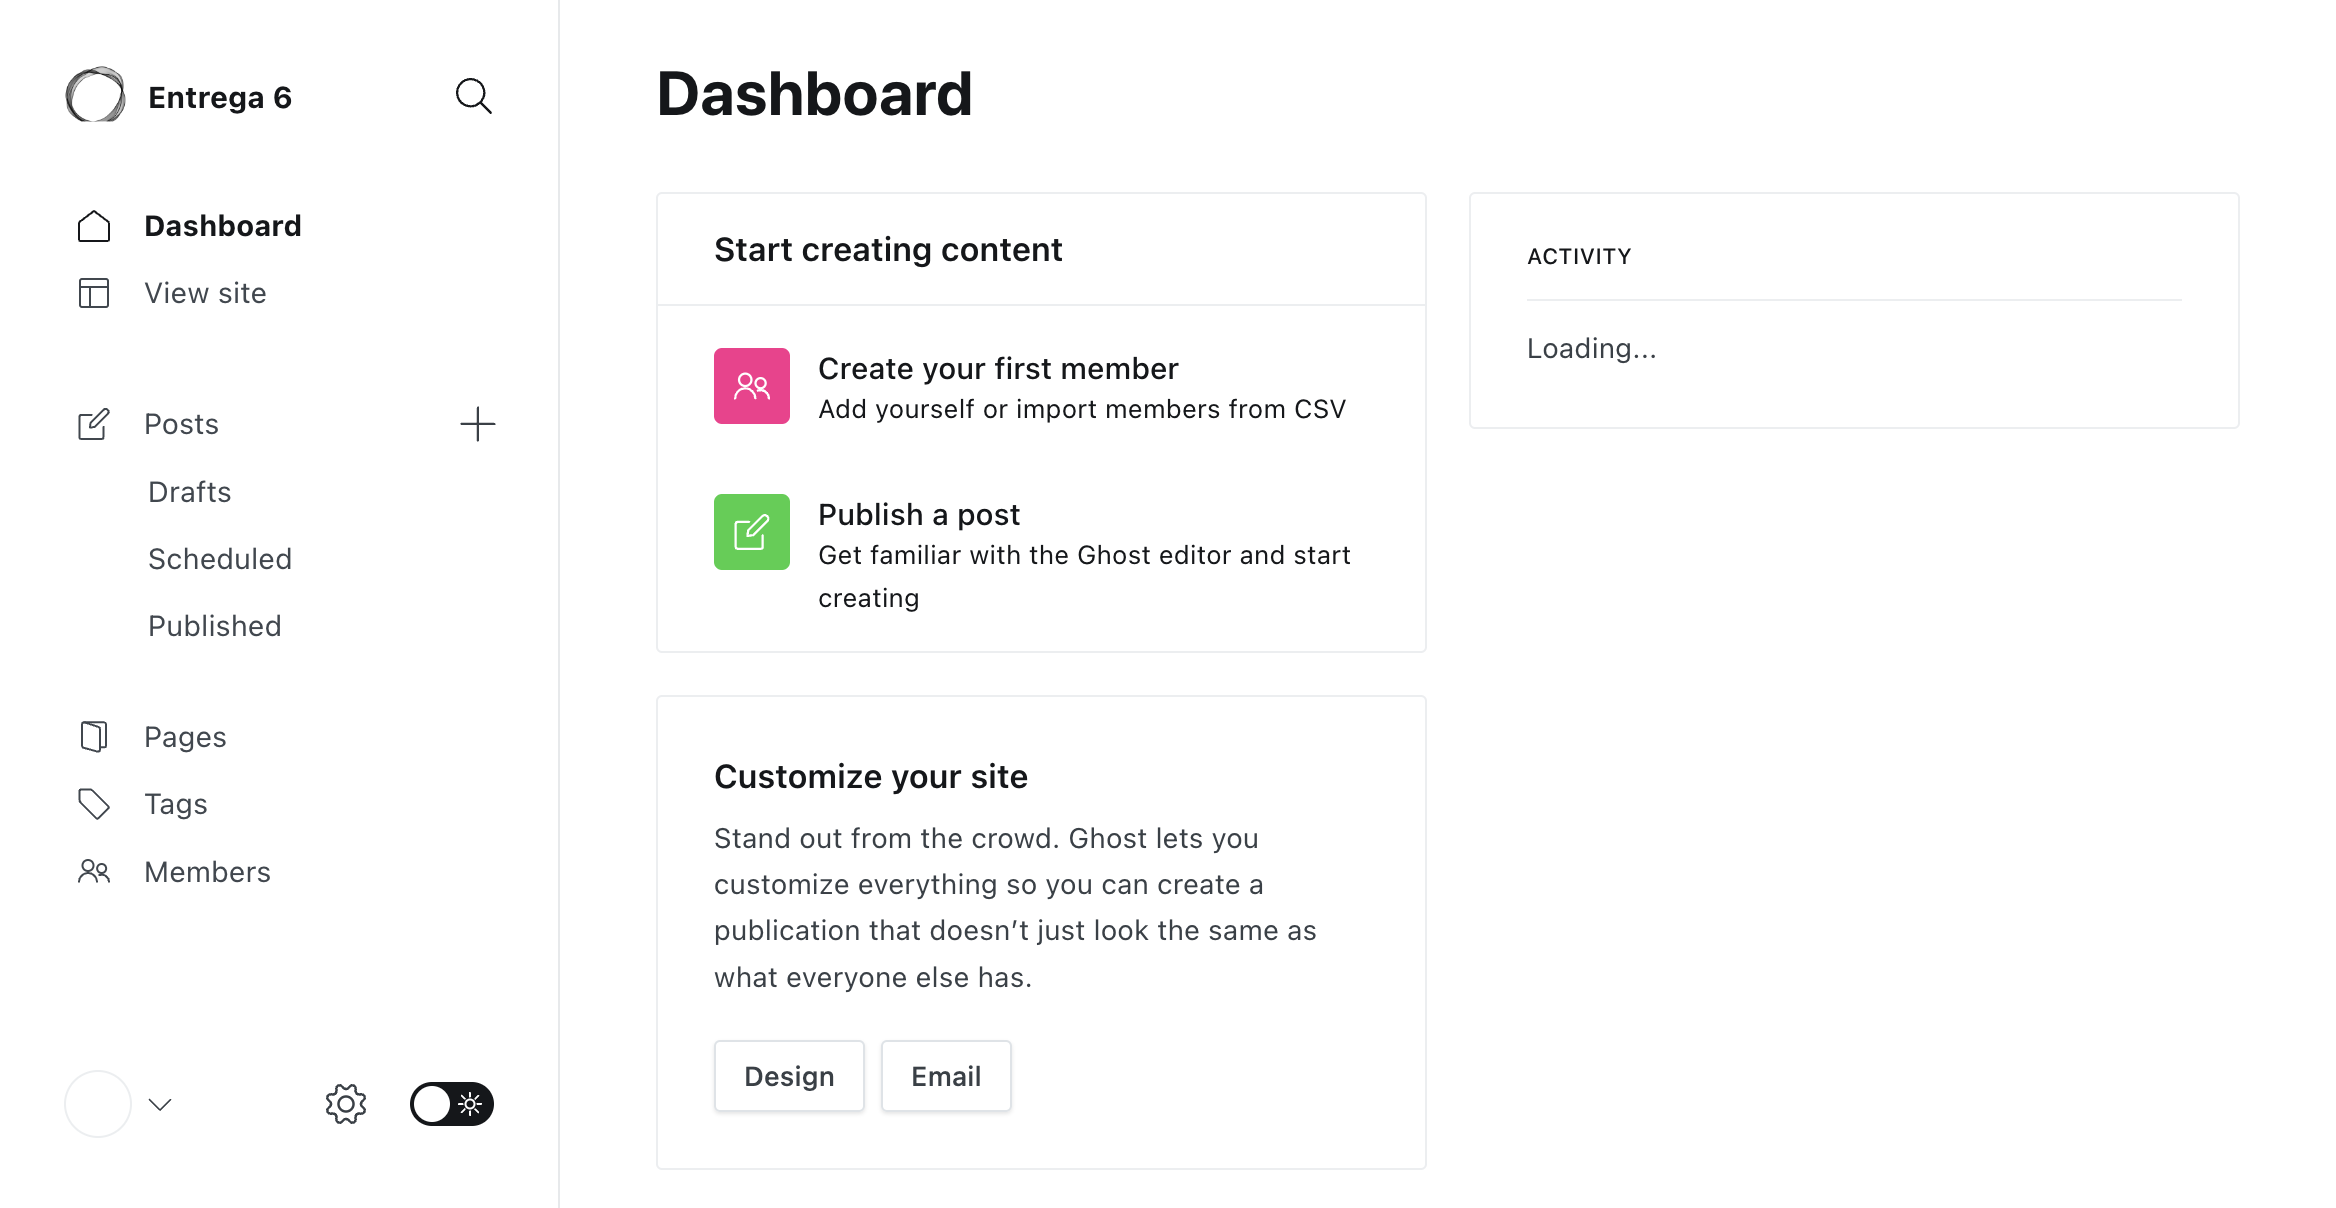 Entrega 6
Dashboard
View site
Posts
Drafts
Scheduled
Published
Pages
Tags
Members
Dashboard
Start creating content
Create your first member
Add yourself or import members from CSV
Publish a post
Get familiar with the Ghost editor and start
creating
Customize your site
Stand out from the crowd. Ghost lets you
customize everything so you can create a
publication that doesn’t just look the same as
what everyone else has.
Design
Email
ACTIVITY
Loading...